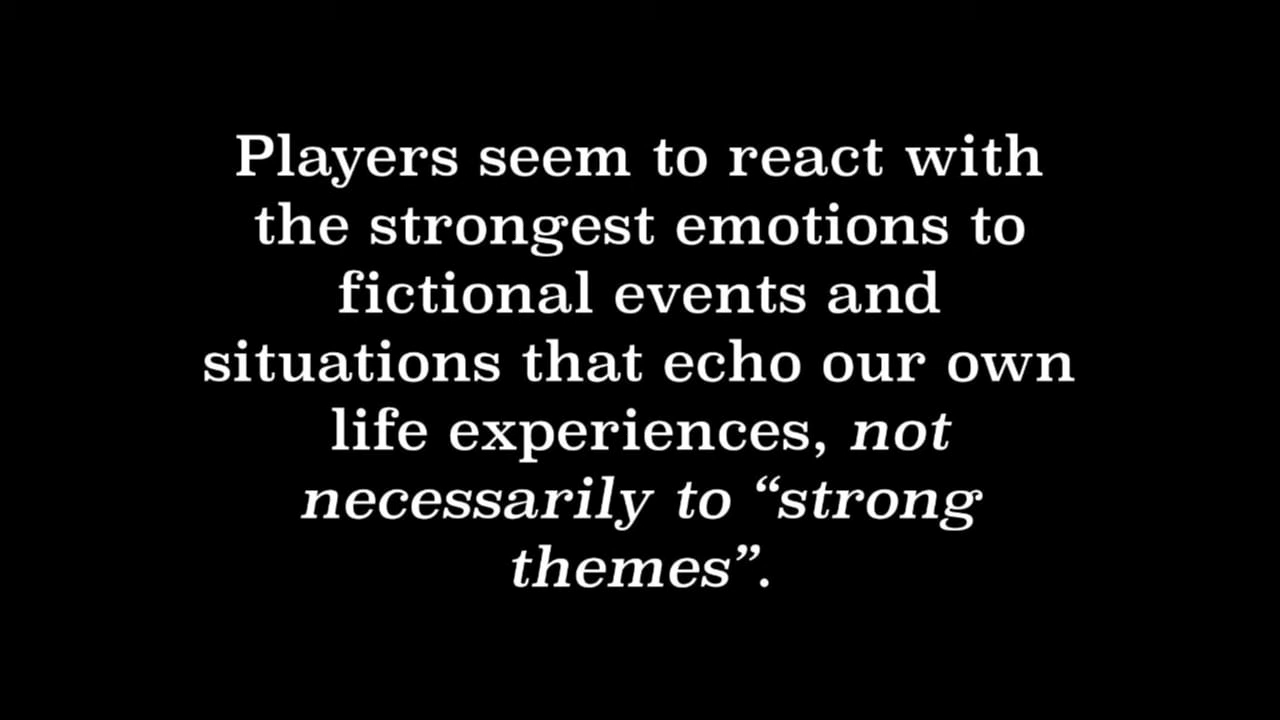 Players seem to react with
the strongest emotions to
fictional events and
situations that echo our own
life experiences, not
necessarily to “strong
themes”.